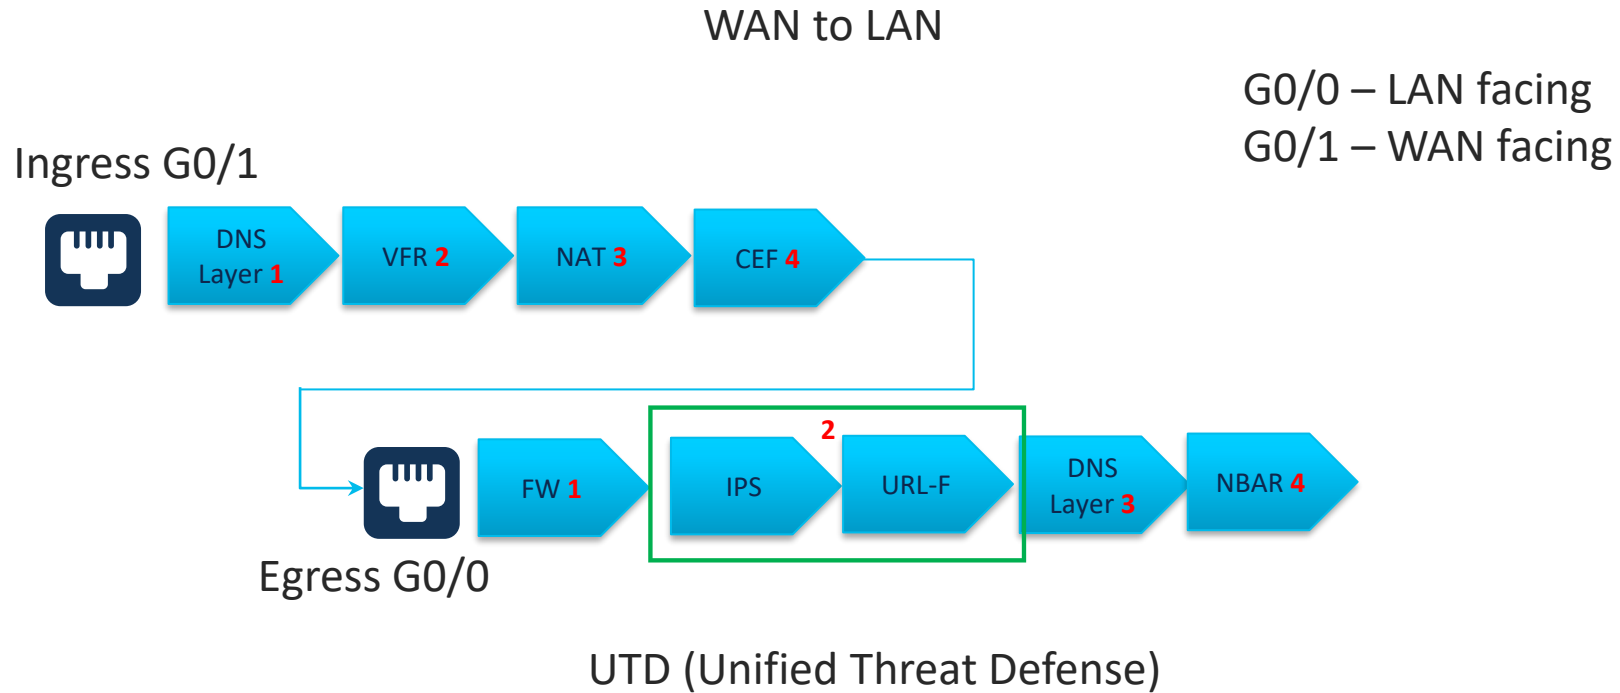 WAN to LAN
G0/0 – LAN facing
G0/1 – WAN facing
Ingress G0/1
DNS
Layer 1
VFR 2
NAT 3
CEF 4
2
FW 1
IPS
URL-F
DNS
Layer 3
NBAR 4
Egress G0/0
UTD (Unified Threat Defense)